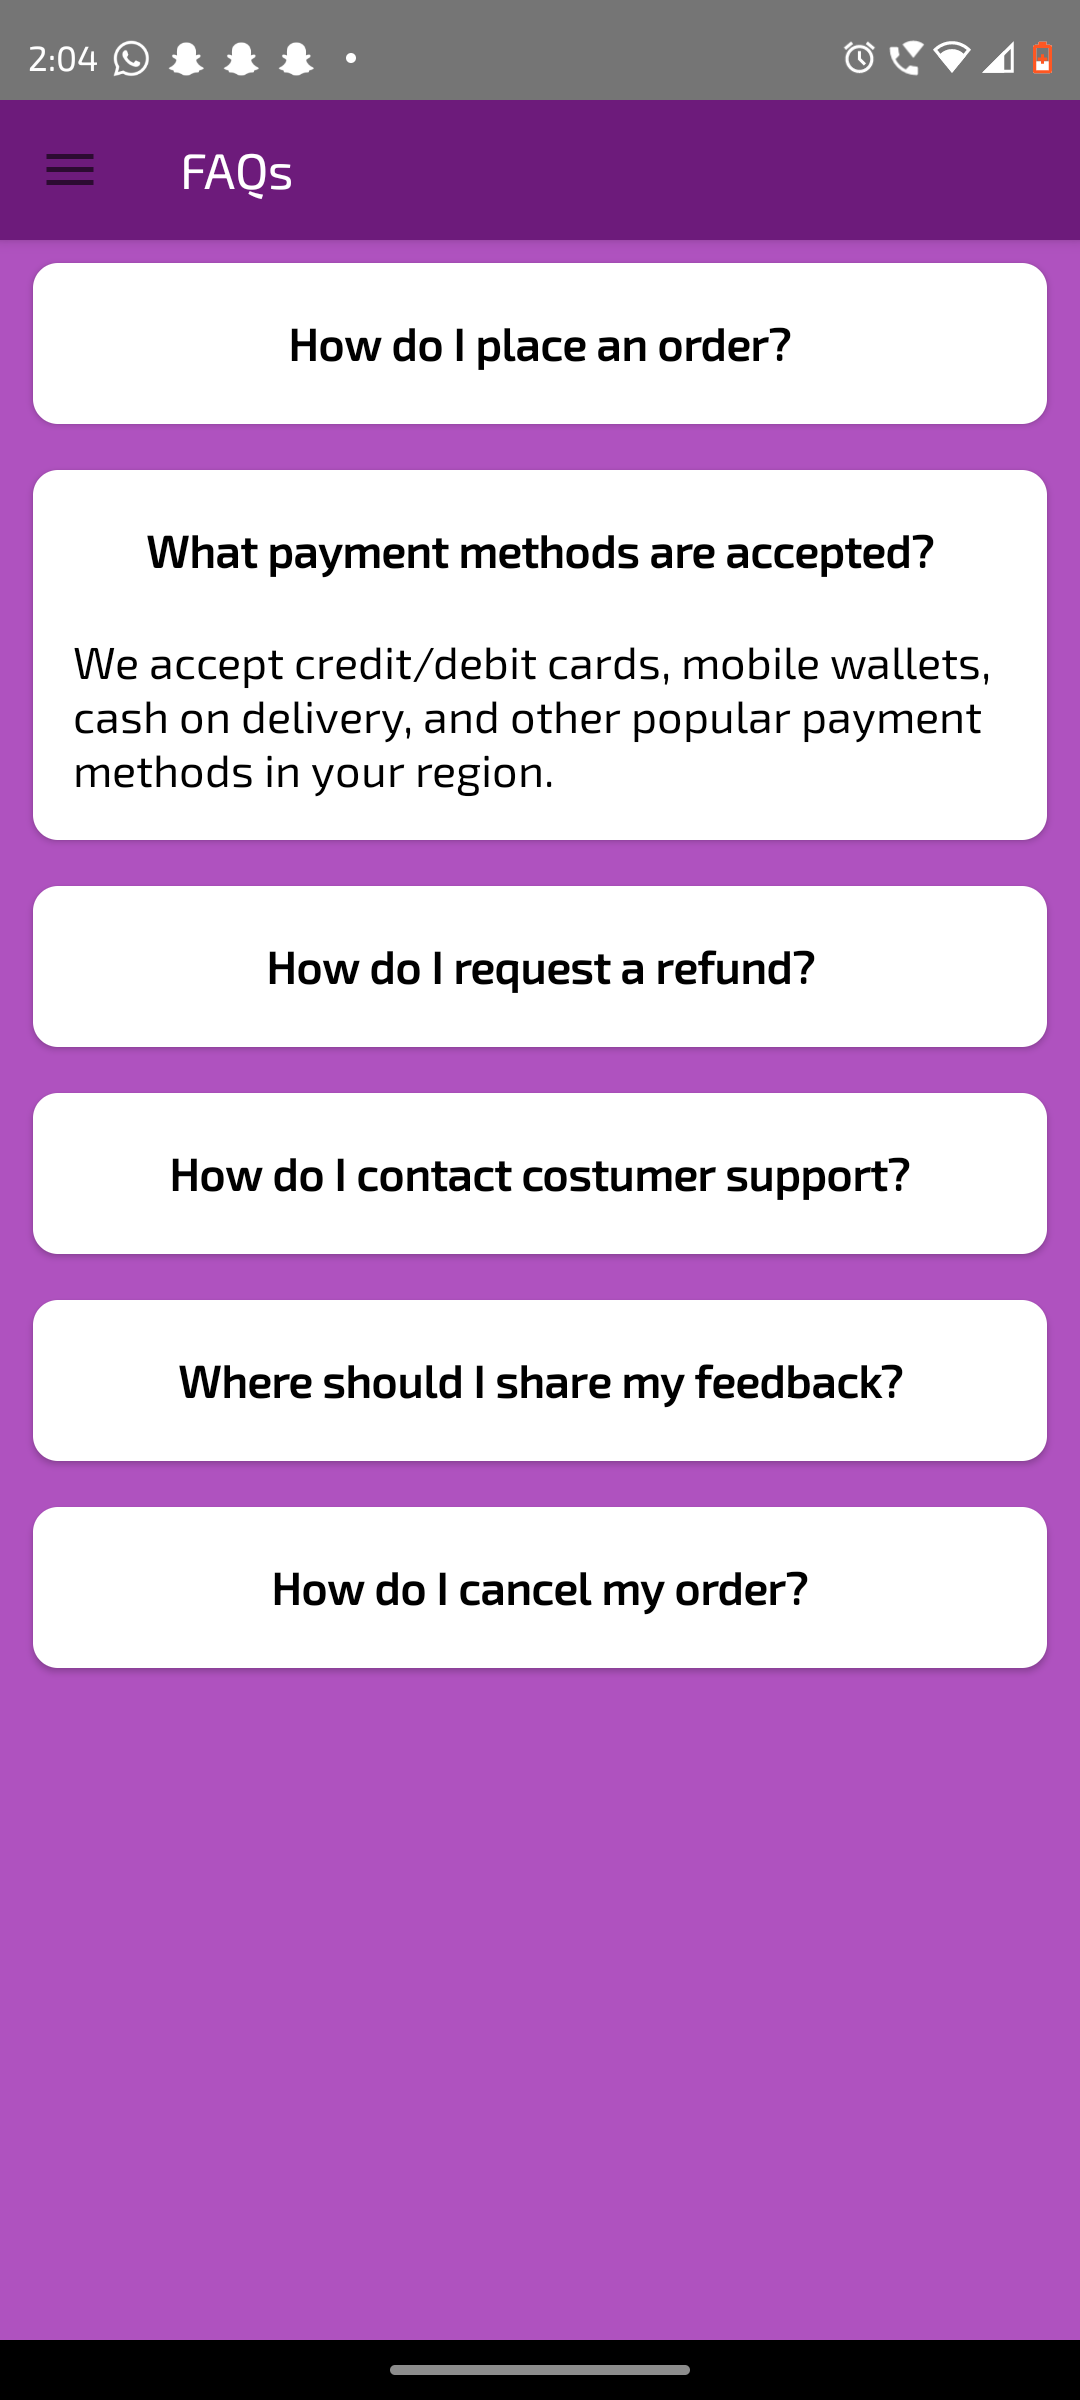 2:04
FAQs
How do I place an order?
What payment methods are accepted?
We accept credit/debit cards, mobile wallets,
cash on delivery, and other popular payment
methods in your region.
How do I request a refund?
How do I contact costumer support?
Where should I share my feedback?
How do I cancel my order?